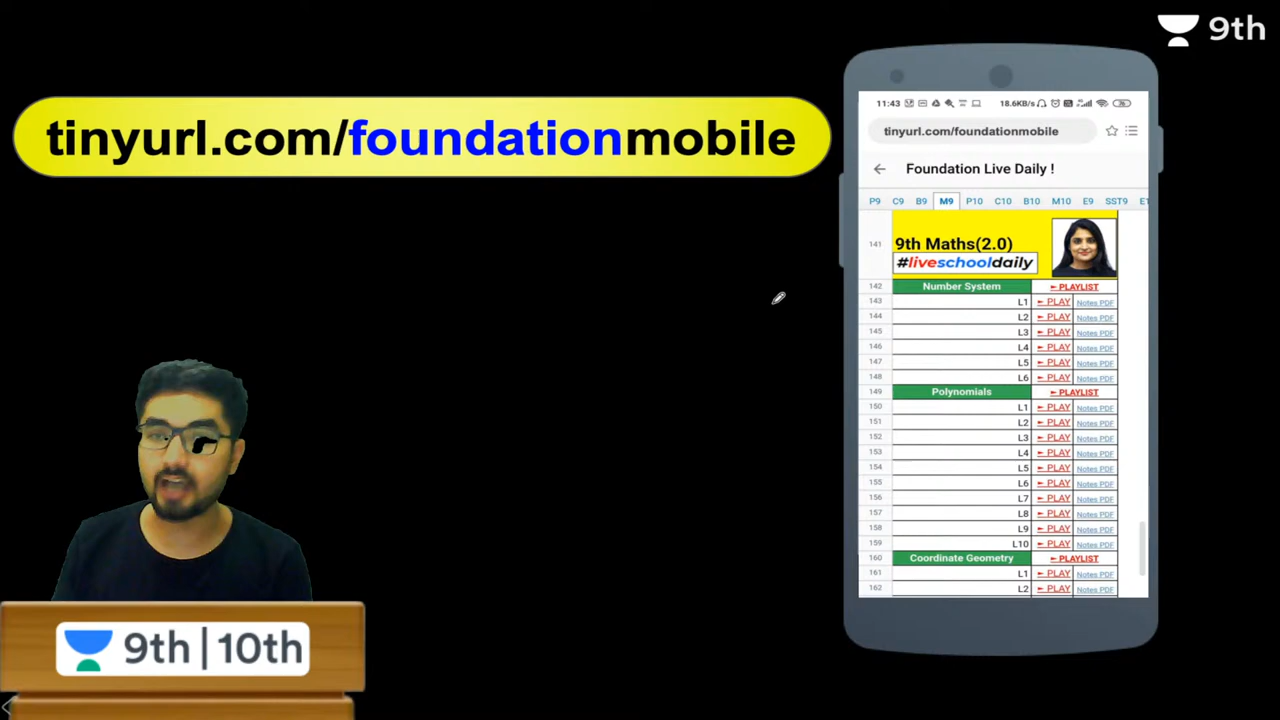 9th
tinyurl.com/foundationmobile
11:43 18.6KB/s
tinyurl.com/foundationmobile
Foundation Live Daily !
P9 C9 B9 M9 P10 C10 B10 M10 E9 SST9 E1
141 9th Maths(2.0)
#liveschooldaily
142 Number System ► PLAYLIST
143 L1 ► PLAY Notes PDF
144 L2 ► PLAY Notes PDF
145 L3 ► PLAY Notes PDF
146 L4 ► PLAY Notes PDF
147 L5 ► PLAY Notes PDF
148 L6 ► PLAY Notes PDF
149 Polynomials ► PLAYLIST
150 L1 ► PLAY Notes PDF
151 L2 ► PLAY Notes PDF
152 L3 ► PLAY Notes PDF
153 L4 ► PLAY Notes PDF
154 L5 ► PLAY Notes PDF
155 L6 ► PLAY Notes PDF
156 L7 ► PLAY Notes PDF
157 L8 ► PLAY Notes PDF
158 L9 ► PLAY Notes PDF
159 L10 ► PLAY Notes PDF
160 Coordinate Geometry ► PLAYLIST
161 L1 ► PLAY Notes PDF
162 L2 ► PLAY Notes PDF
9th | 10th